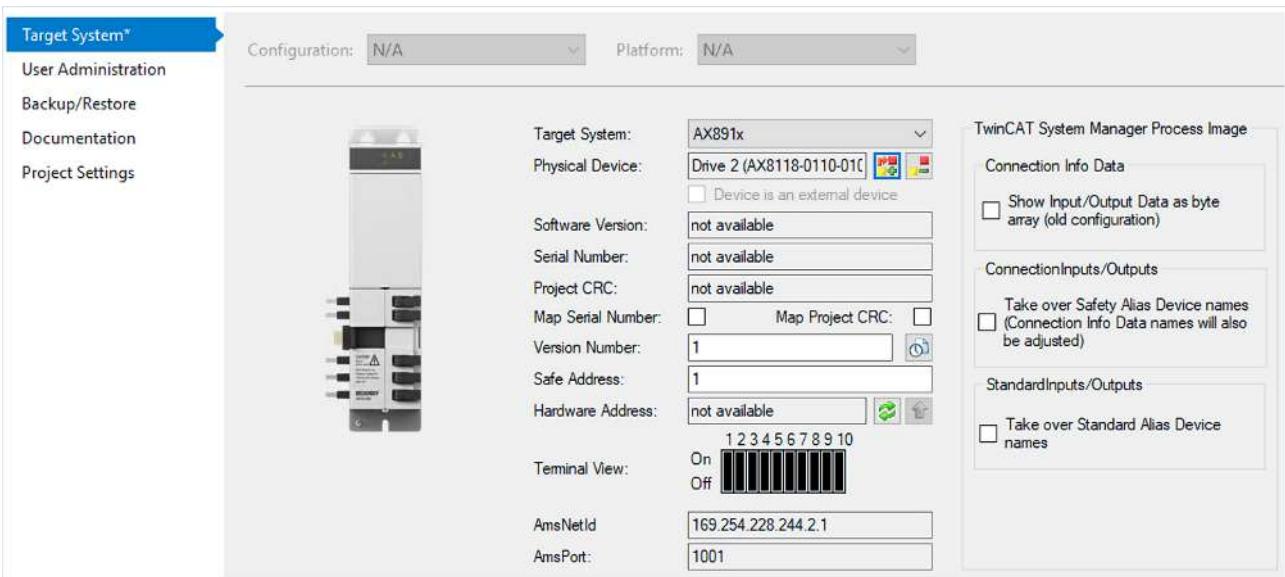 Target System*
User Administration
Backup/Restore
Documentation
Project Settings
Configuration: N/A Platform: N/A
Target System: AX891x
Physical Device: Drive 2 (AX8118-0110-010
Device is an external device
Software Version: not available
Serial Number: not available
Project CRC: not available
Map Serial Number: Map Project CRC:
Version Number: 1
Safe Address: 1
Hardware Address: not available
1 2 3 4 5 6 7 8 9 10
Terminal View: On
Off
AmsNetId 169.254.228.244.2.1
AmsPort: 1001
TwinCAT System Manager Process Image
Connection Info Data
Show Input/Output Data as byte
array (old configuration)
ConnectionInputs/Outputs
Take over Safety Alias Device names
(Connection Info Data names will also
be adjusted)
StandardInputs/Outputs
Take over Standard Alias Device
names